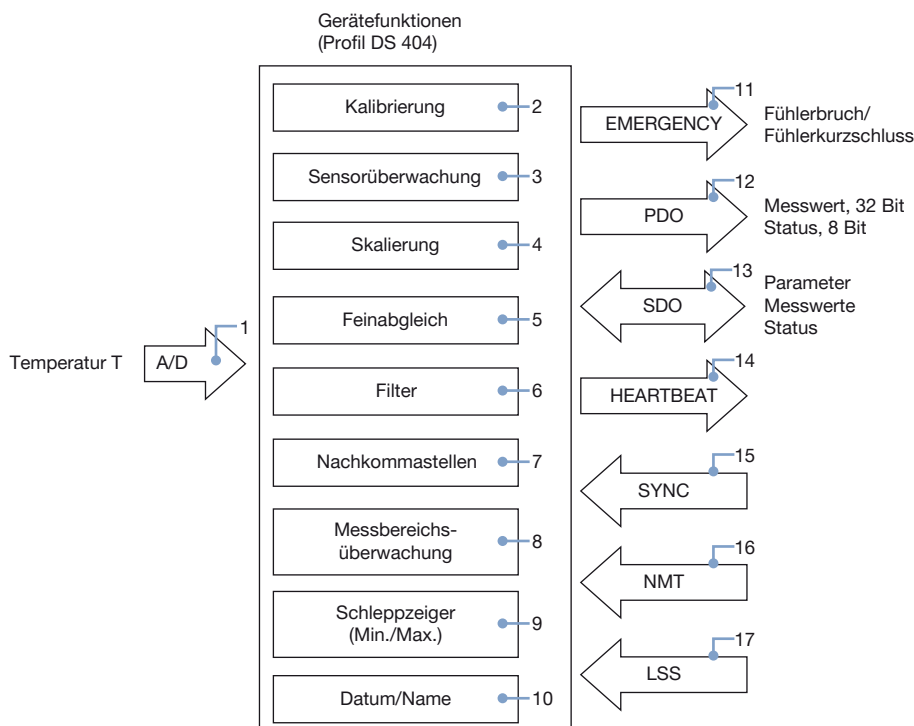 Gerätefunktionen
(Profil DS 404)
Temperatur T
A/D
1
Kalibrierung
2
Sensorüberwachung
3
Skalierung
4
Feinabgleich
5
Filter
6
Nachkommastellen
7
Messbereichs-
überwachung
8
Schleppzeiger
(Min./Max.)
9
Datum/Name
10
11
EMERGENCY
Fühlerbruch/
Fühlerkurzschluss
12
PDO
Messwert, 32 Bit
Status, 8 Bit
13
SDO
Parameter
Messwerte
Status
14
HEARTBEAT
15
SYNC
16
NMT
17
LSS